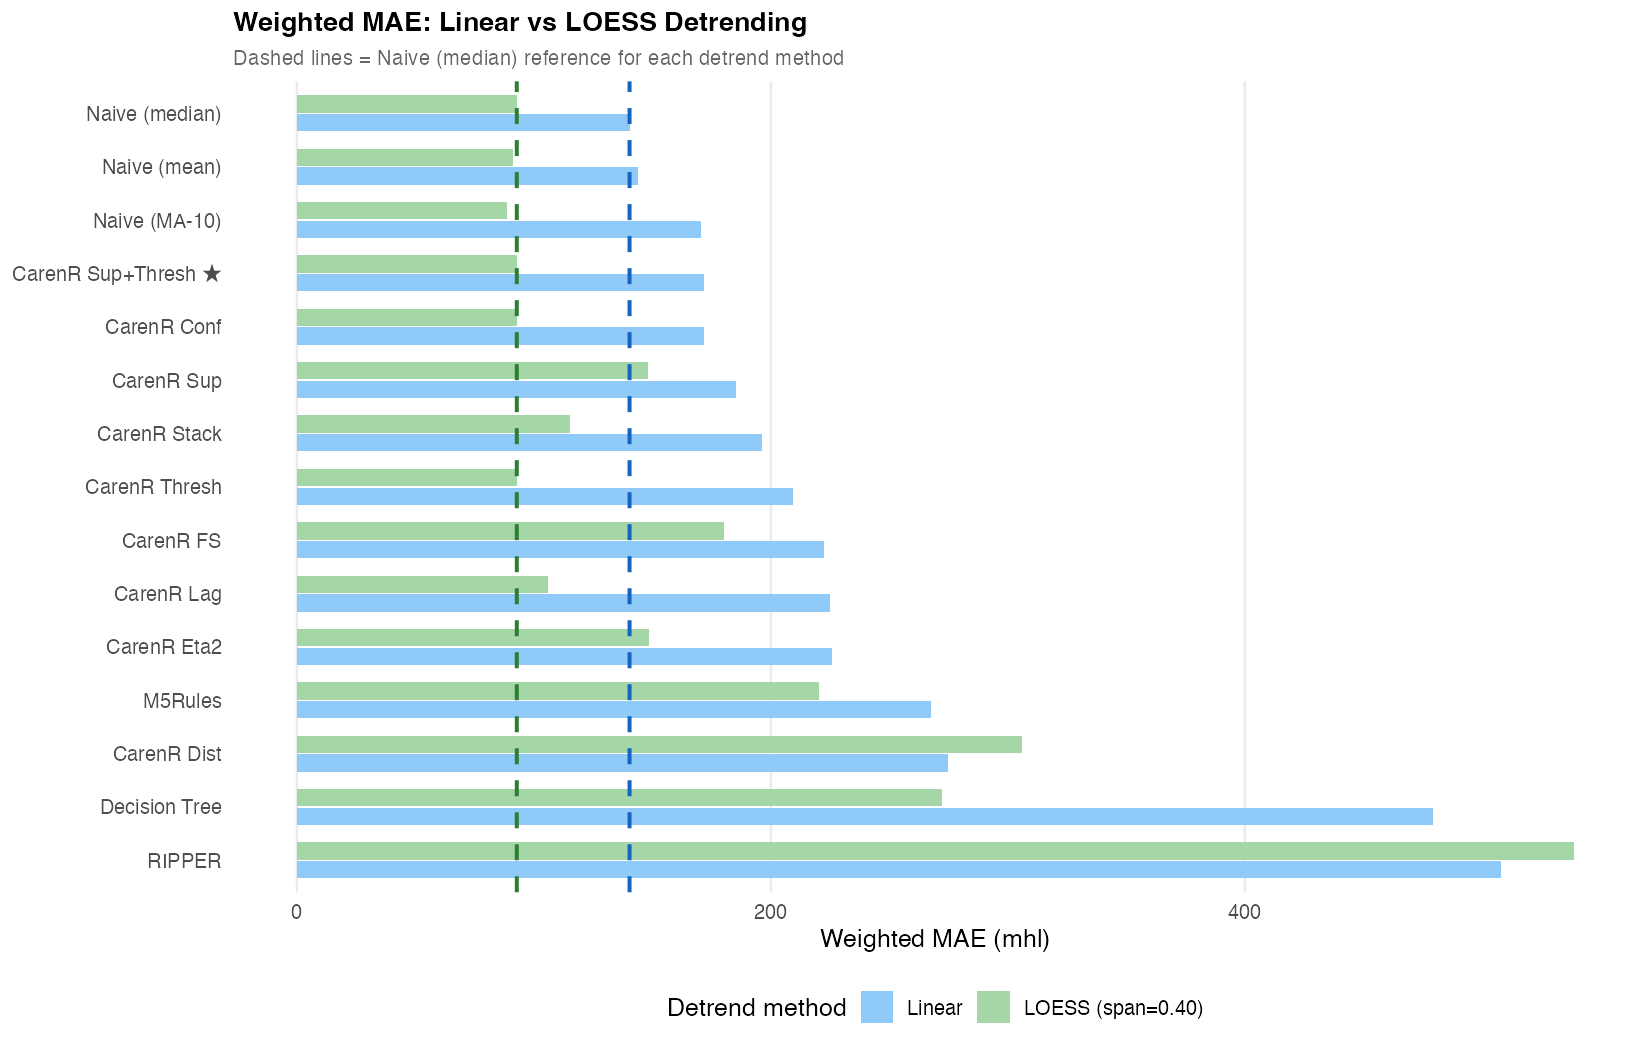 Weighted MAE: Linear vs LOESS Detrending
Dashed lines = Naive (median) reference for each detrend method
Naive (median)
Naive (mean)
Naive (MA-10)
CarenR Sup+Thresh ★
CarenR Conf
CarenR Sup
CarenR Stack
CarenR Thresh
CarenR FS
CarenR Lag
CarenR Eta2
M5Rules
CarenR Dist
Decision Tree
RIPPER
0 200 400
Weighted MAE (mhl)
Detrend method Linear LOESS (span=0.40)